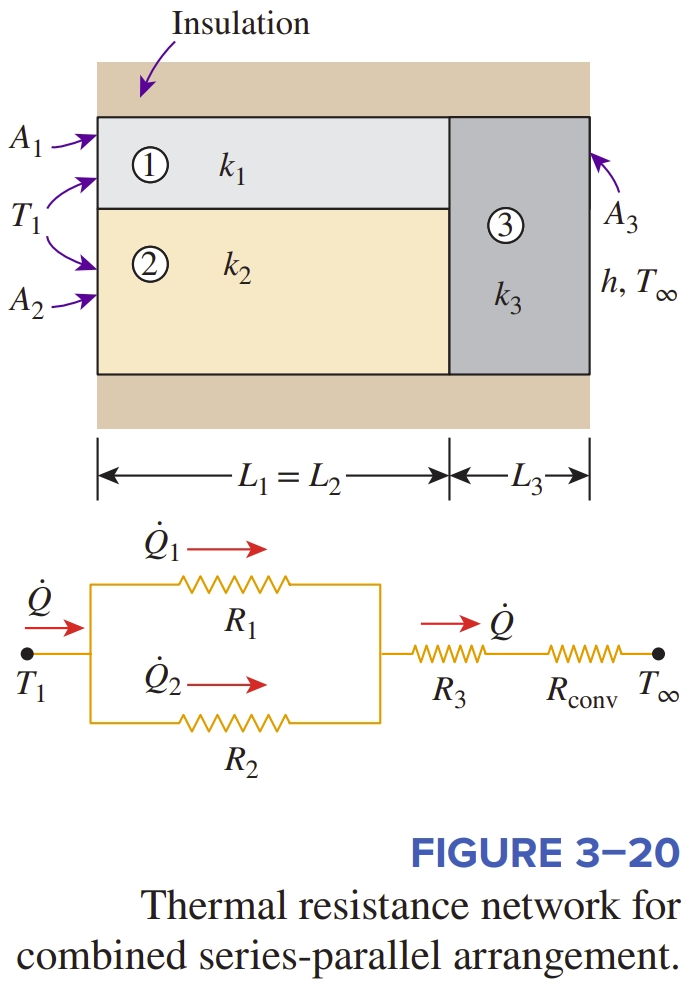 Insulation
A₁
① k₁
T₁
② k₂
A₂
③
k₃
A₃
h, T∞
L₁ = L₂
L₃
Q̇₁
Q̇
R₁
Q̇
T₁
Q̇₂
R₂
R₃
Rconv
T∞
FIGURE 3–20
Thermal resistance network for
combined series-parallel arrangement.